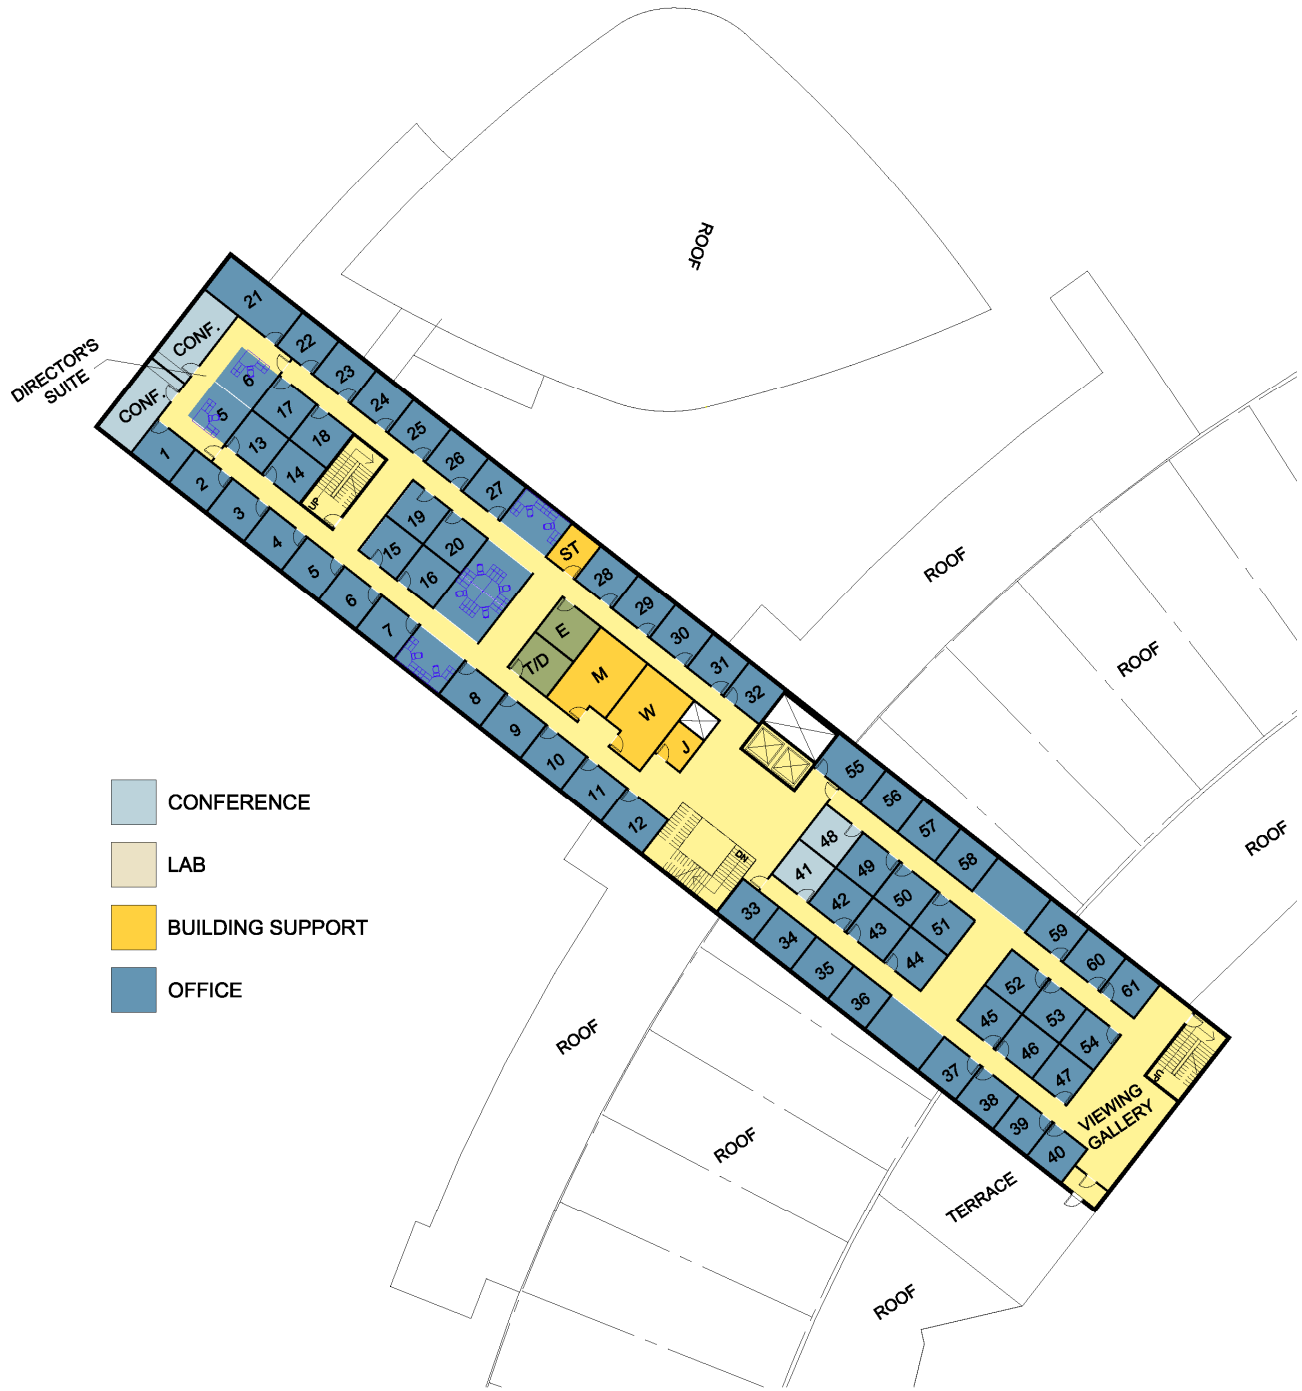 ROOF
21
CONF.
22
DIRECTOR'S
SUITE
CONF.
6
23
17
24
5
18
25
13
1
26
14
2
27
UP
3
19
ST
4
15
20
28
5
16
29
6
E
30
7
T/D
31
M
32
8
W
9
J
10
55
11
56
12
57
DN
48
58
41
49
33
42
50
34
43
51
59
35
44
60
36
52
61
45
53
37
46
54
38
47
UP
39
40
VIEWING
GALLERY
ROOF
ROOF
ROOF
ROOF
ROOF
TERRACE
ROOF
CONFERENCE
LAB
BUILDING SUPPORT
OFFICE